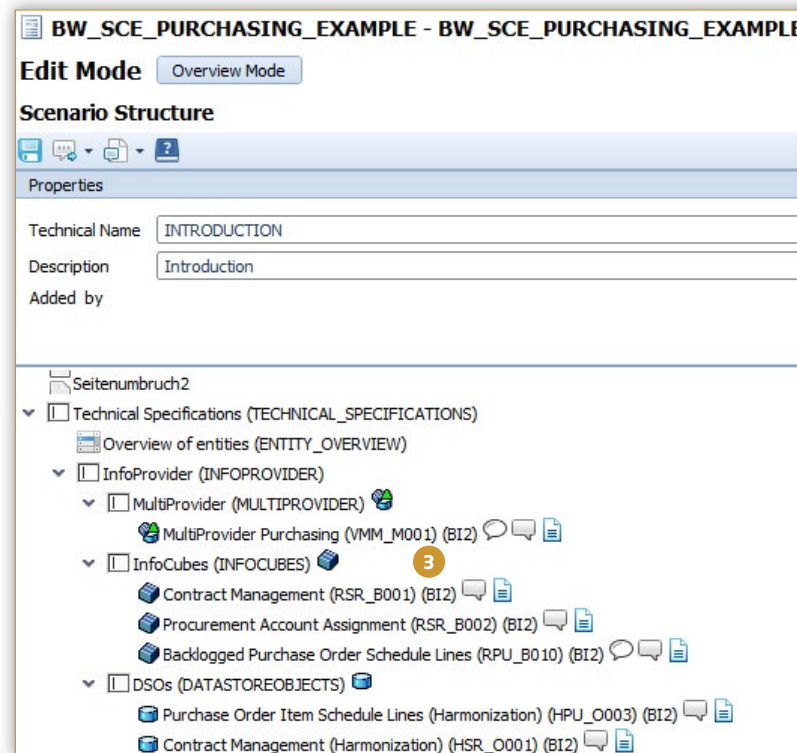 BW_SCE_PURCHASING_EXAMPLE - BW_SCE_PURCHASING_EXAMPLE
Edit Mode Overview Mode
Scenario Structure
?
Properties
Technical Name INTRODUCTION
Description Introduction
Added by
Seitenumbruch2
Technical Specifications (TECHNICAL_SPECIFICATIONS)
Overview of entities (ENTITY_OVERVIEW)
InfoProvider (INFOPROVIDER)
MultiProvider (MULTIPROVIDER)
MultiProvider Purchasing (VMM_M001) (BI2)
InfoCubes (INFOCUBES) 3
Contract Management (RSR_B001) (BI2)
Procurement Account Assignment (RSR_B002) (BI2)
Backlogged Purchase Order Schedule Lines (RPU_B010) (BI2)
DSOs (DATASTOREOBJECTS)
Purchase Order Item Schedule Lines (Harmonization) (HPU_O003) (BI2)
Contract Management (Harmonization) (HSR_O001) (BI2)